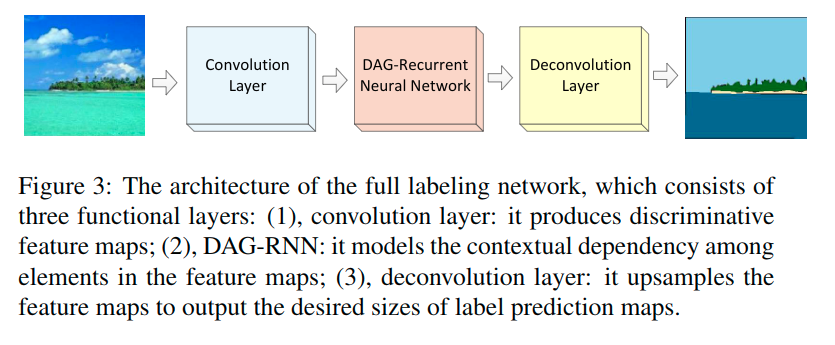 Convolution
Layer
DAG-Recurrent
Neural Network
Deconvolution
Layer
Figure 3: The architecture of the full labeling network, which consists of
three functional layers: (1), convolution layer: it produces discriminative
feature maps; (2), DAG-RNN: it models the contextual dependency among
elements in the feature maps; (3), deconvolution layer: it upsamples the
feature maps to output the desired sizes of label prediction maps.